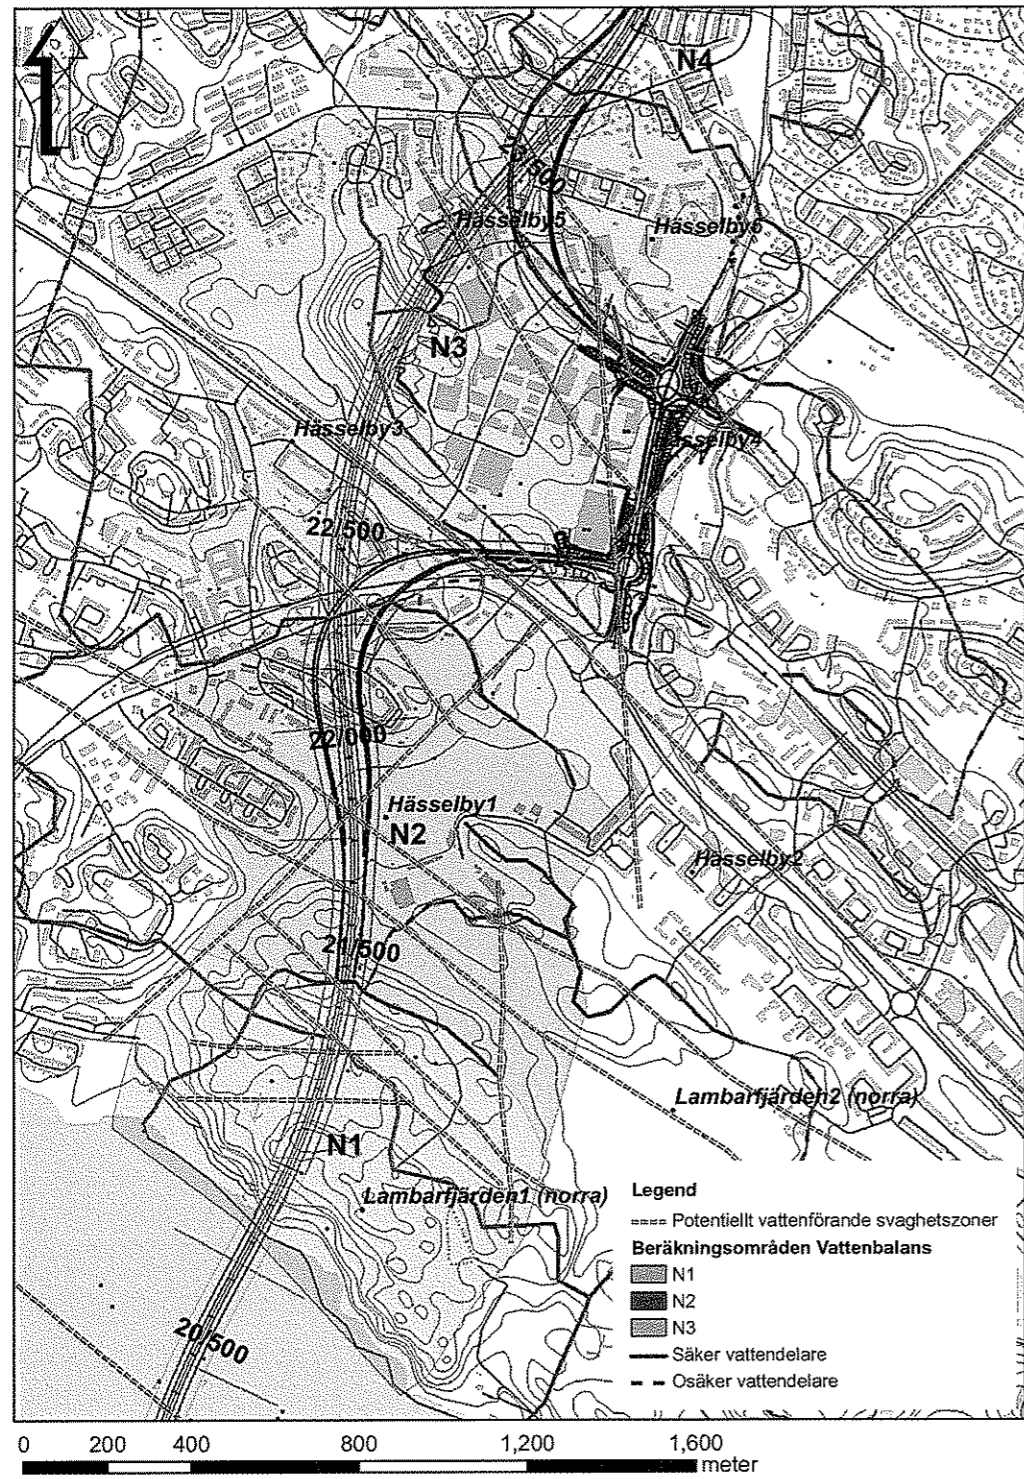 N4
500
Hässelby5
Hässelby6
N3
Hässelby3
Hässelby4
22/500
22/000
Hässelby1
N2
Hässelby2
21/500
Lambarfjärden2 (norra)
N1
Lambarfjärden1 (norra)
20/500
Legend
Potentiellt vattenförande svaghetszoner
Beräkningsområden Vattenbalans
N1
N2
N3
Säker vattendelare
Osäker vattendelare
0 200 400 800 1,200 1,600
meter